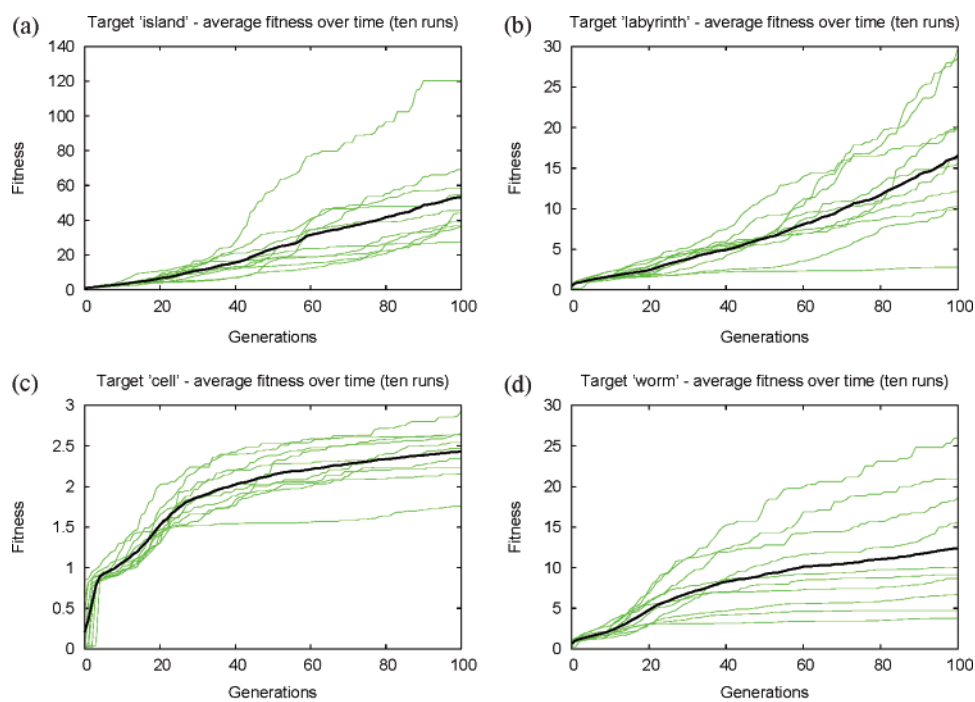 (a) Target 'island' - average fitness over time (ten runs)
140
120
100
80
60
40
20
0
Fitness
0 20 40 60 80 100
Generations
(b) Target 'labyrinth' - average fitness over time (ten runs)
30
25
20
15
10
5
0
Fitness
0 20 40 60 80 100
Generations
(c) Target 'cell' - average fitness over time (ten runs)
3
2.5
2
1.5
1
0.5
0
Fitness
0 20 40 60 80 100
Generations
(d) Target 'worm' - average fitness over time (ten runs)
30
25
20
15
10
5
0
Fitness
0 20 40 60 80 100
Generations